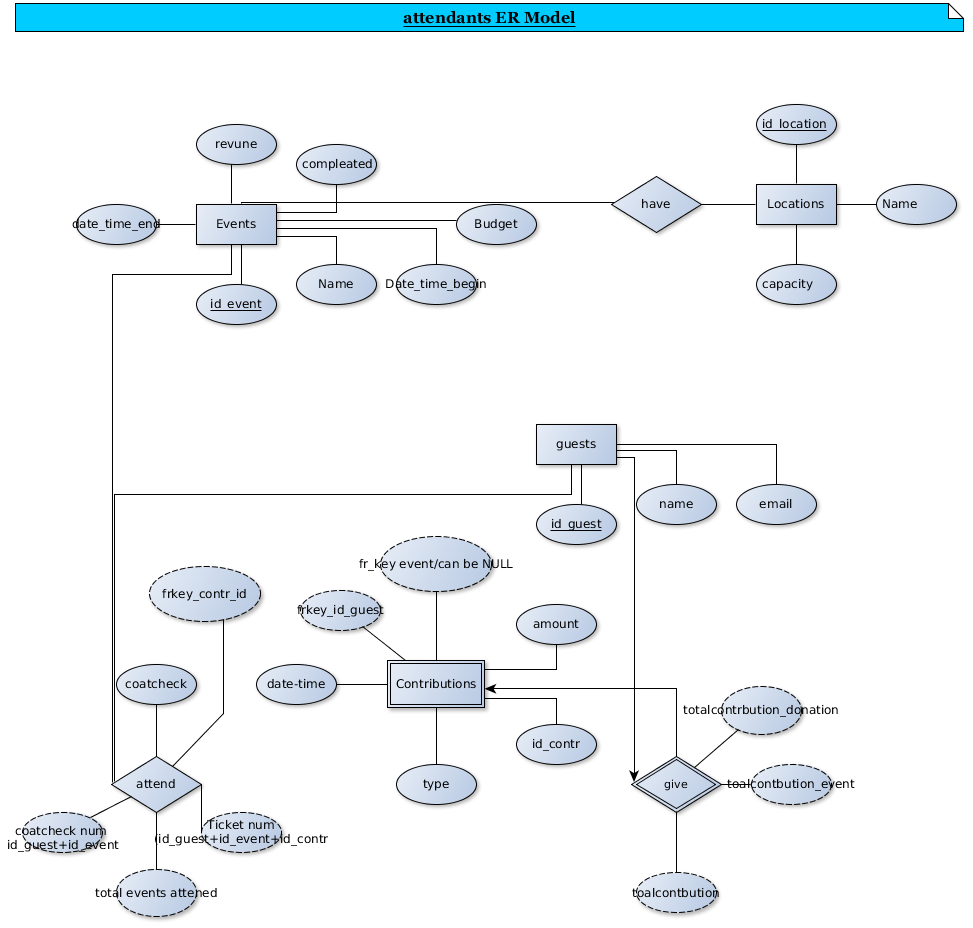 attendants ER Model
id_location
revune
compleated
have
Locations
Name
date_time_end
Events
Budget
Name
Date_time_begin
capacity
id_event
guests
id_guest
name
email
fr_key event/can be NULL
frkey_contr_id
frkey_id_guest
amount
coatcheck
date-time
Contributions
totalcontrbution_donation
id_contr
type
attend
give
toalcontbution_event
coatcheck num
id_guest+id_event
Ticket num
(id_guest+id_event+id_contr
total events attened
toalcontbution